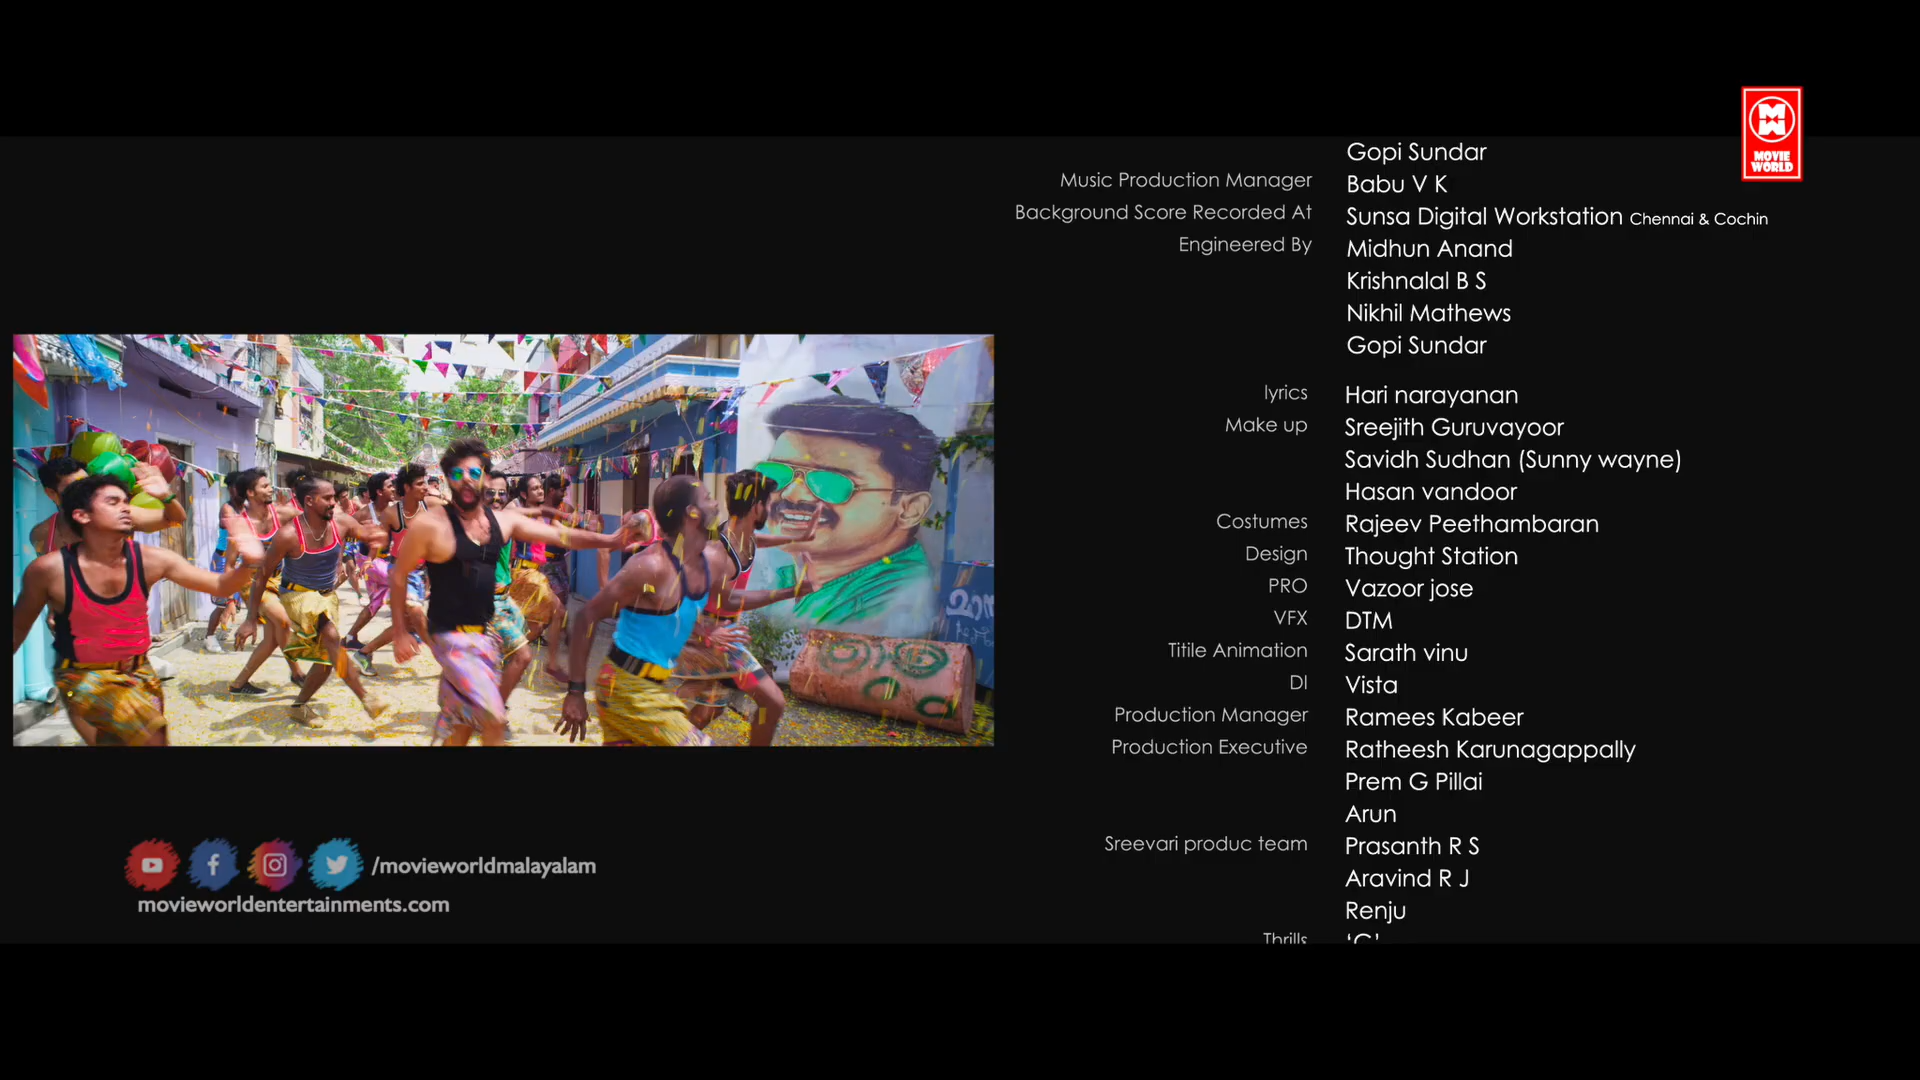 Gopi Sundar
Music Production Manager Babu V K
Background Score Recorded At Sunsa Digital Workstation Chennai & Cochin
Engineered By Midhun Anand
Krishnalal B S
Nikhil Mathews
Gopi Sundar
lyrics Hari narayanan
Make up Sreejith Guruvayoor
Savidh Sudhan (Sunny wayne)
Hasan vandoor
Costumes Rajeev Peethambaran
Design Thought Station
PRO Vazoor jose
VFX DTM
Titile Animation Sarath vinu
DI Vista
Production Manager Ramees Kabeer
Production Executive Ratheesh Karunagappally
Prem G Pillai
Arun
Sreevari produc team Prasanth R S
Aravind R J
Renju
Thrills 'G'
MOVIE
WORLD
/movieworldmalayalam
movieworldentertainments.com